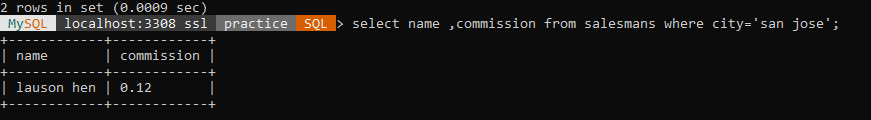 2 rows in set (0.0009 sec)
MySQL localhost:3308 ssl practice SQL > select name ,commission from salesmans where city='san jose';
+------------+------------+
| name       | commission |
+------------+------------+
| lauson hen | 0.12       |
+------------+------------+